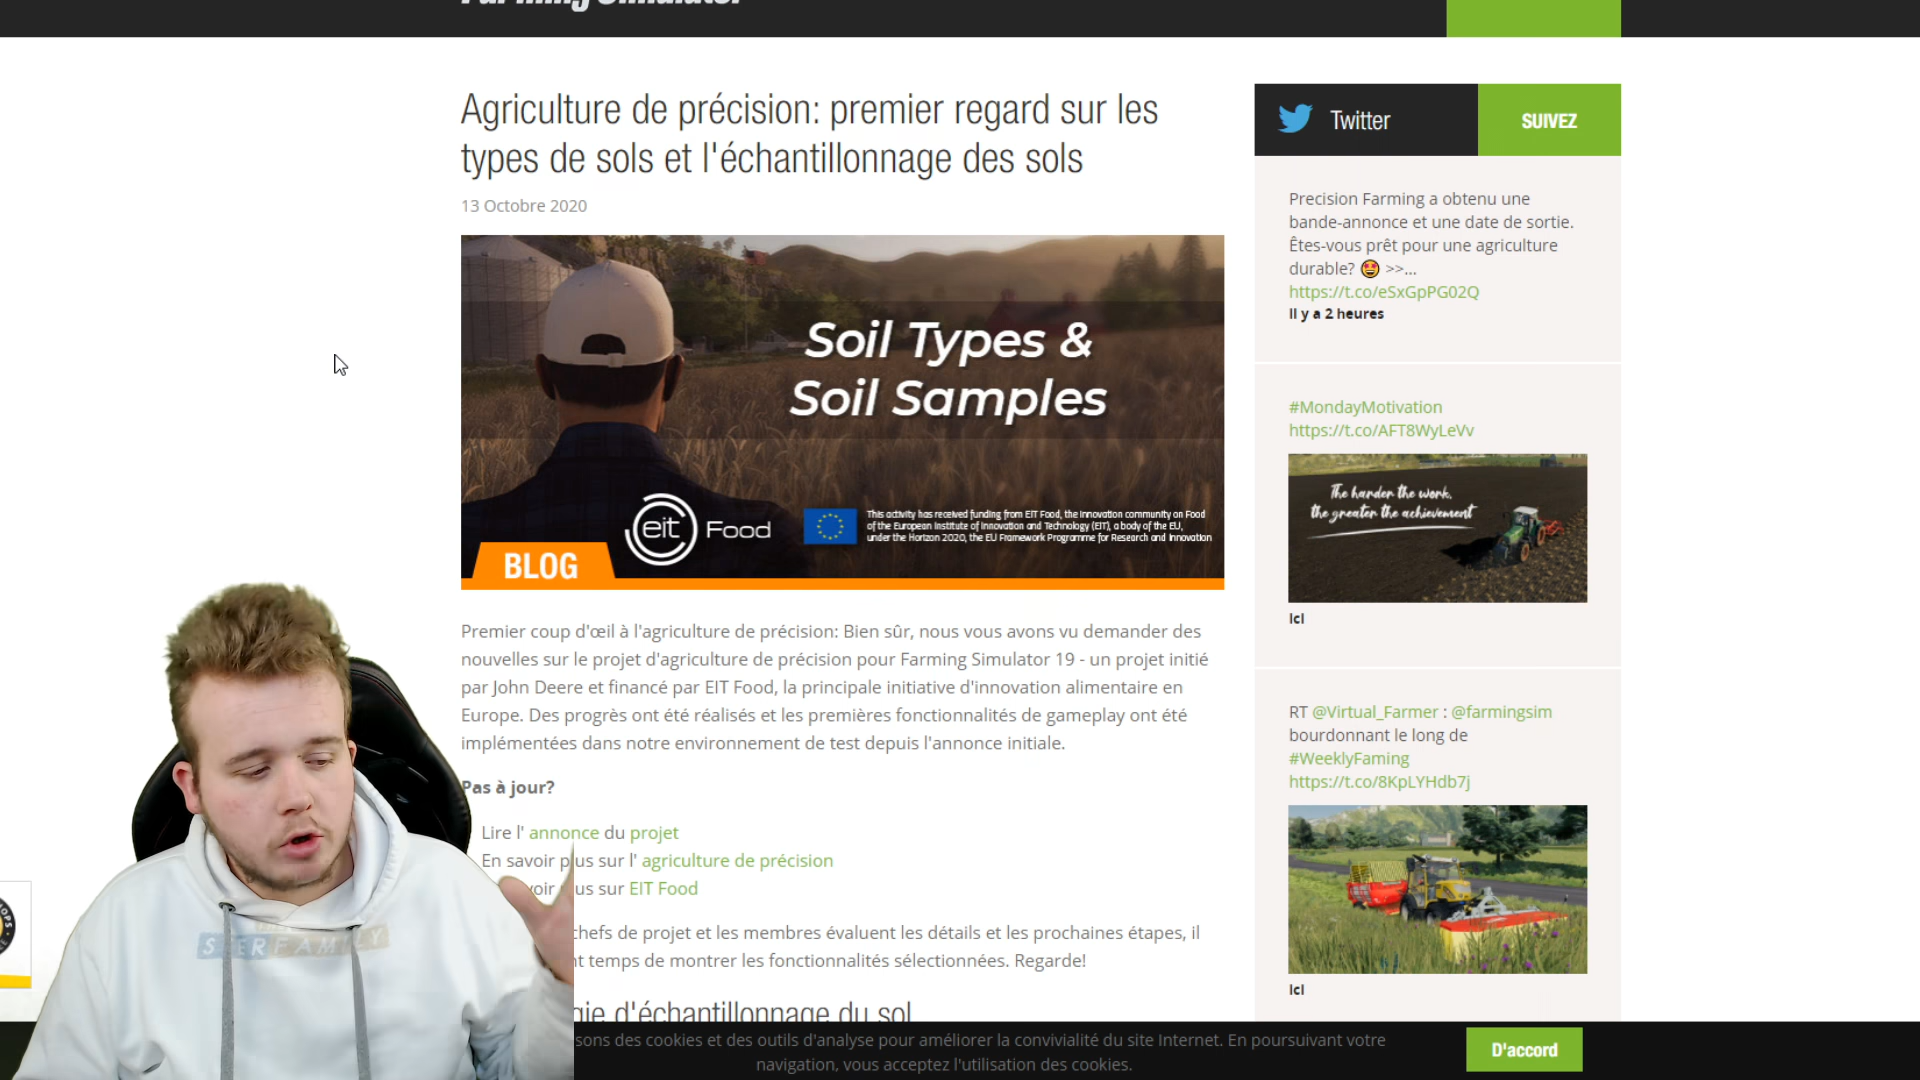 Farming Simulator
Agriculture de précision: premier regard sur les
types de sols et l'échantillonnage des sols
13 Octobre 2020
Soil Types &
Soil Samples
eit Food
This activity has received funding from EIT Food, the innovation community on Food
of the European Institute of Innovation and Technology (EIT), a body of the EU,
under the Horizon 2020, the EU Framework Programme for Research and Innovation
BLOG
Premier coup d'œil à l'agriculture de précision: Bien sûr, nous vous avons vu demander des
nouvelles sur le projet d'agriculture de précision pour Farming Simulator 19 - un projet initié
par John Deere et financé par EIT Food, la principale initiative d'innovation alimentaire en
Europe. Des progrès ont été réalisés et les premières fonctionnalités de gameplay ont été
implémentées dans notre environnement de test depuis l'annonce initiale.
Pas à jour?
Lire l' annonce du projet
En savoir plus sur l' agriculture de précision
voir us sur EIT Food
chefs de projet et les membres évaluent les détails et les prochaines étapes, il
nt temps de montrer les fonctionnalités sélectionnées. Regarde!
gie d'échantillonnage du sol
Twitter
SUIVEZ
Precision Farming a obtenu une
bande-annonce et une date de sortie.
Êtes-vous prêt pour une agriculture
durable? 🤩 >>...
https://t.co/eSxGpPG02Q
Il y a 2 heures
#MondayMotivation
https://t.co/AFT8WyLeVv
The harder the work,
the greater the achievement
Ici
RT @Virtual_Farmer : @farmingsim
bourdonnant le long de
#WeeklyFaming
https://t.co/8KpLYHdb7j
Ici
sons des cookies et des outils d'analyse pour améliorer la convivialité du site Internet. En poursuivant votre
navigation, vous acceptez l'utilisation des cookies.
D'accord